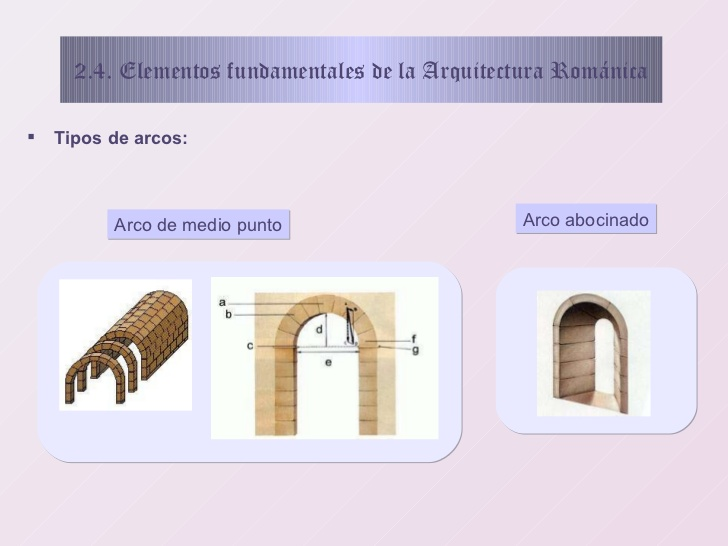 2.4. Elementos fundamentales de la Arquitectura Románica
▪ Tipos de arcos:
Arco de medio punto
Arco abocinado
a
b
c
d
e
f
g